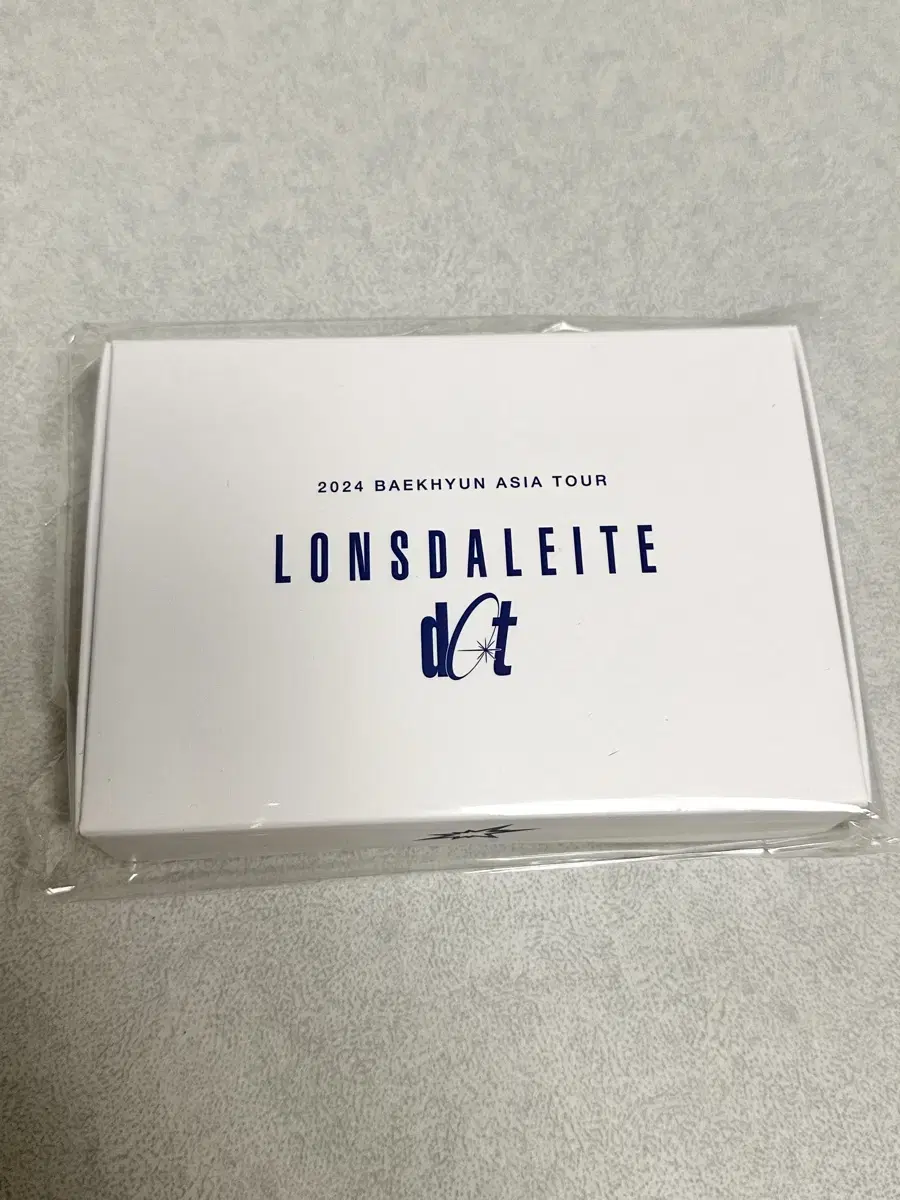 2024 BAEKHYUN ASIA TOUR
LONSDALEITE
dot